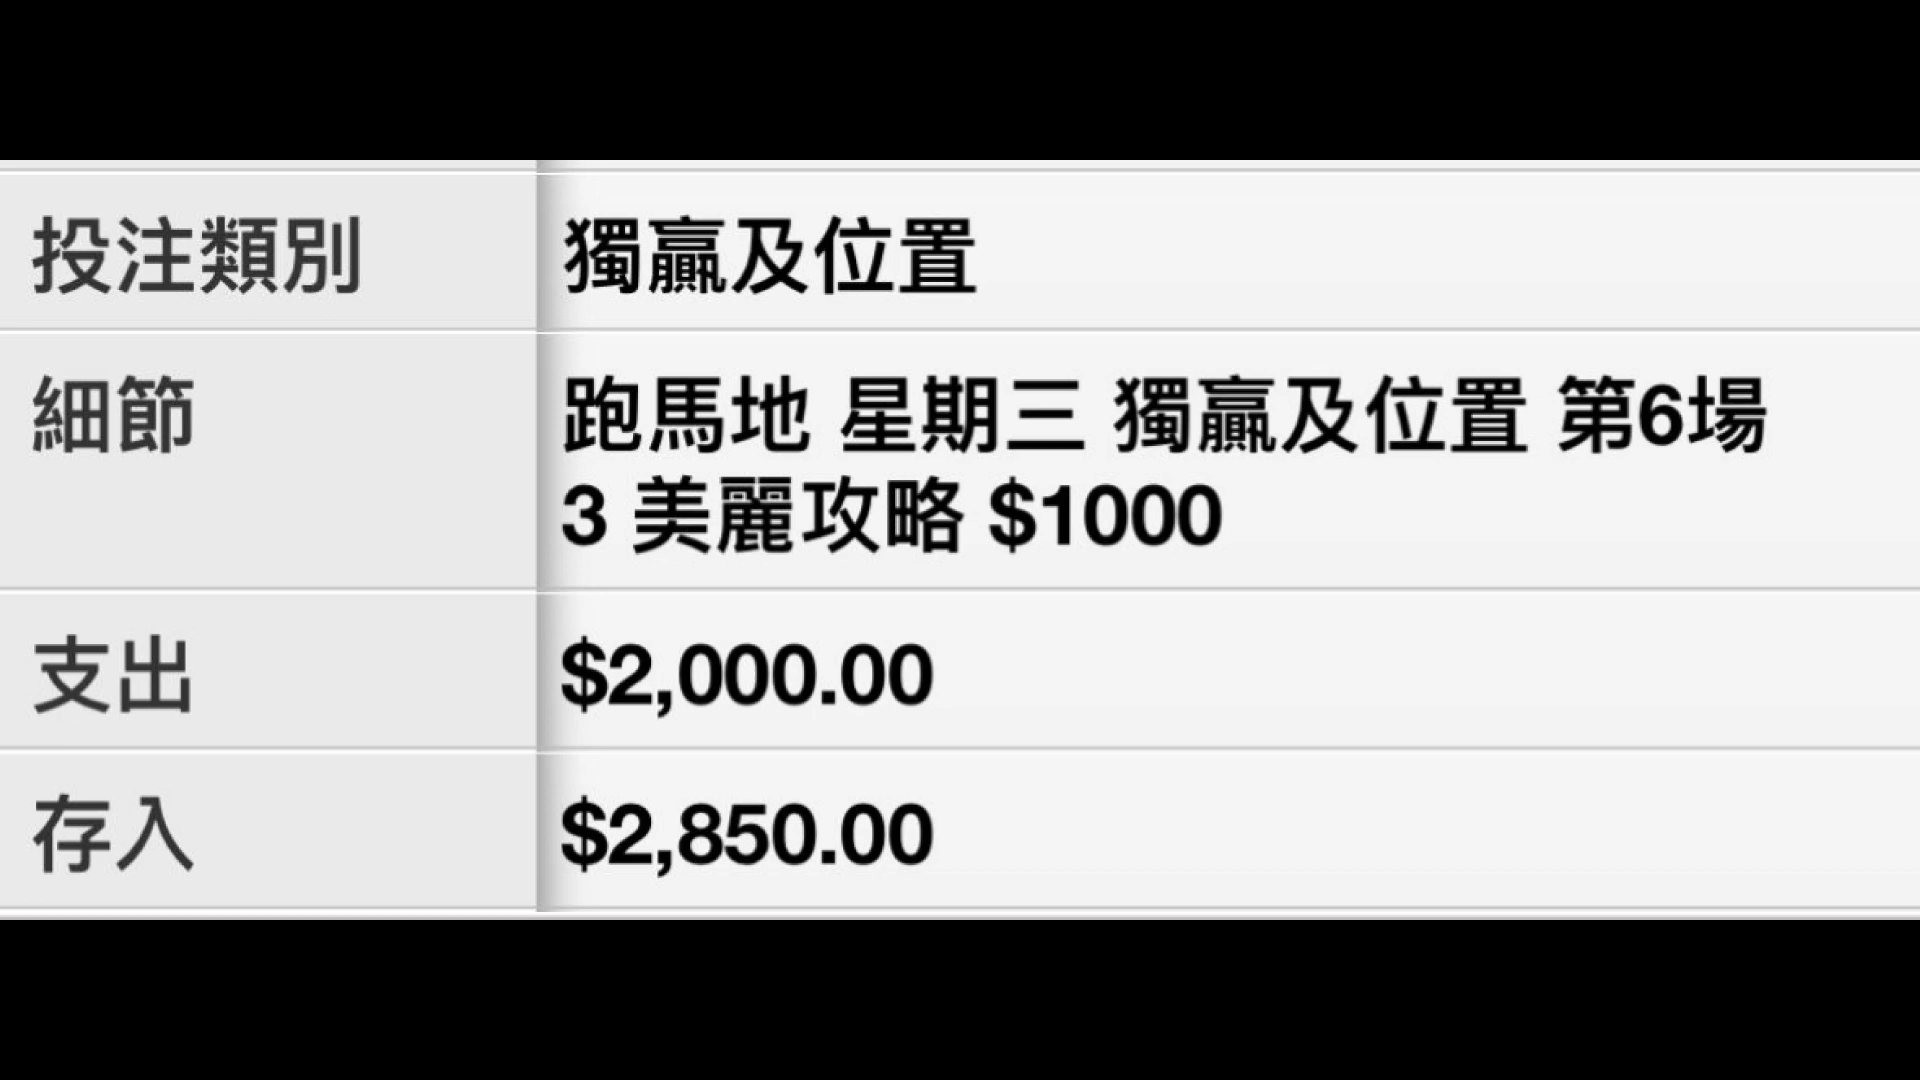 投注類別 獨贏及位置
細節 跑馬地 星期三 獨贏及位置 第6場
3 美麗攻略 $1000
支出 $2,000.00
存入 $2,850.00